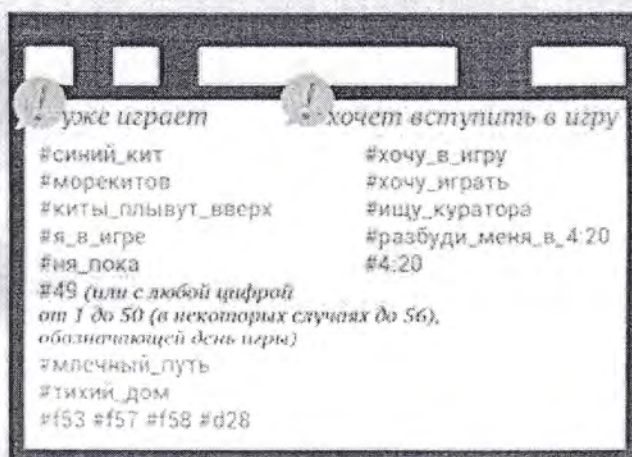 уже играет
#синий_кит
#морекитов
#киты_плывут_вверх
#я_в_игре
#ня_пока
#49 (или с любой цифрой
от 1 до 50 (в некоторых случаях до 56),
обозначающей день игры)
#млечный_путь
#тихий_дом
#f53 #f57 #f58 #d28
хочет вступить в игру
#хочу_в_игру
#хочу_играть
#ищу_куратора
#разбуди_меня_в_4:20
#4:20